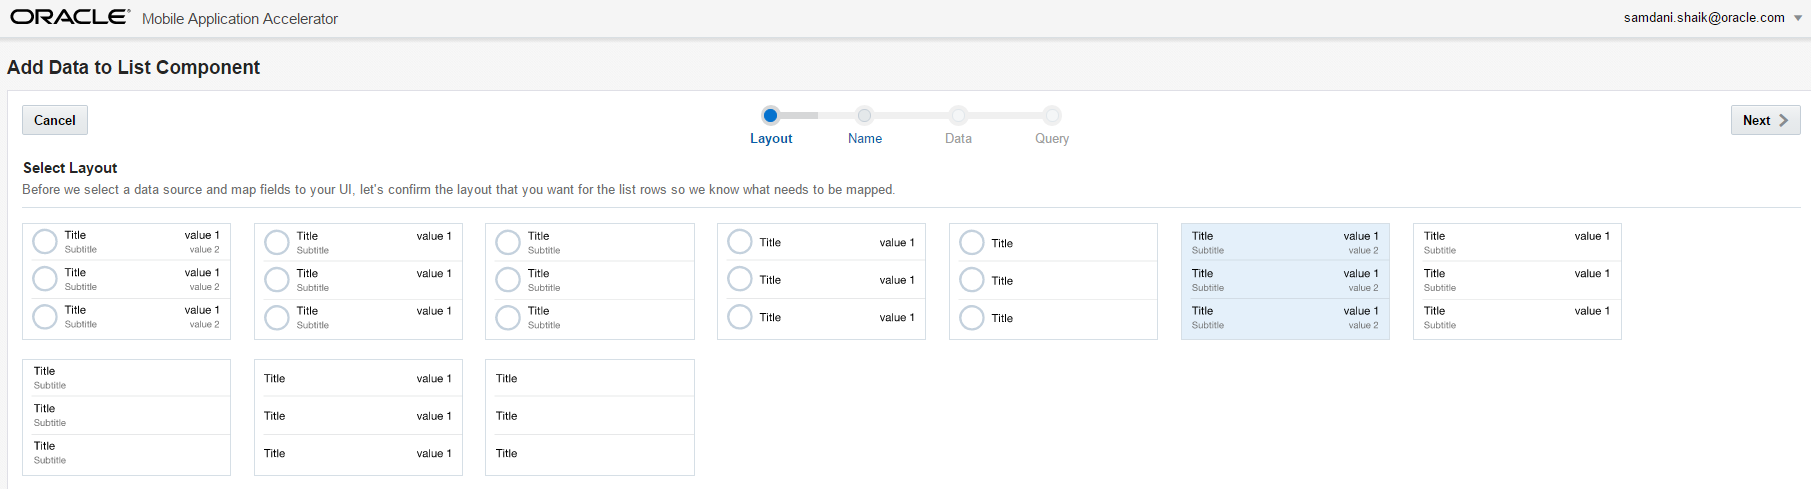 ORACLE® Mobile Application Accelerator samdani.shaik@oracle.com
Add Data to List Component
Cancel
Next
Layout Name Data Query
Select Layout
Before we select a data source and map fields to your UI, let's confirm the layout that you want for the list rows so we know what needs to be mapped.
Title value 1
Subtitle value 2
Title value 1
Subtitle value 2
Title value 1
Subtitle value 2
Title value 1
Subtitle
Title value 1
Subtitle
Title value 1
Subtitle
Title
Subtitle
Title
Subtitle
Title
Subtitle
Title value 1
Title value 1
Title value 1
Title
Title
Title
Title value 1
Subtitle value 2
Title value 1
Subtitle value 2
Title value 1
Subtitle value 2
Title value 1
Subtitle
Title value 1
Subtitle
Title value 1
Subtitle
Title
Subtitle
Title
Subtitle
Title
Subtitle
Title value 1
Title value 1
Title value 1
Title
Title
Title